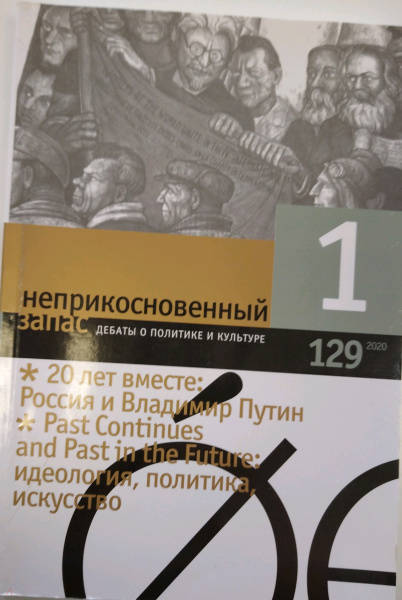 1
неприкосновенный
запас
ДЕБАТЫ О ПОЛИТИКЕ И КУЛЬТУРЕ
129 2020
* 20 лет вместе:
Россия и Владимир Путин
* Past Continues
and Past in the Future:
идеология, политика,
искусство